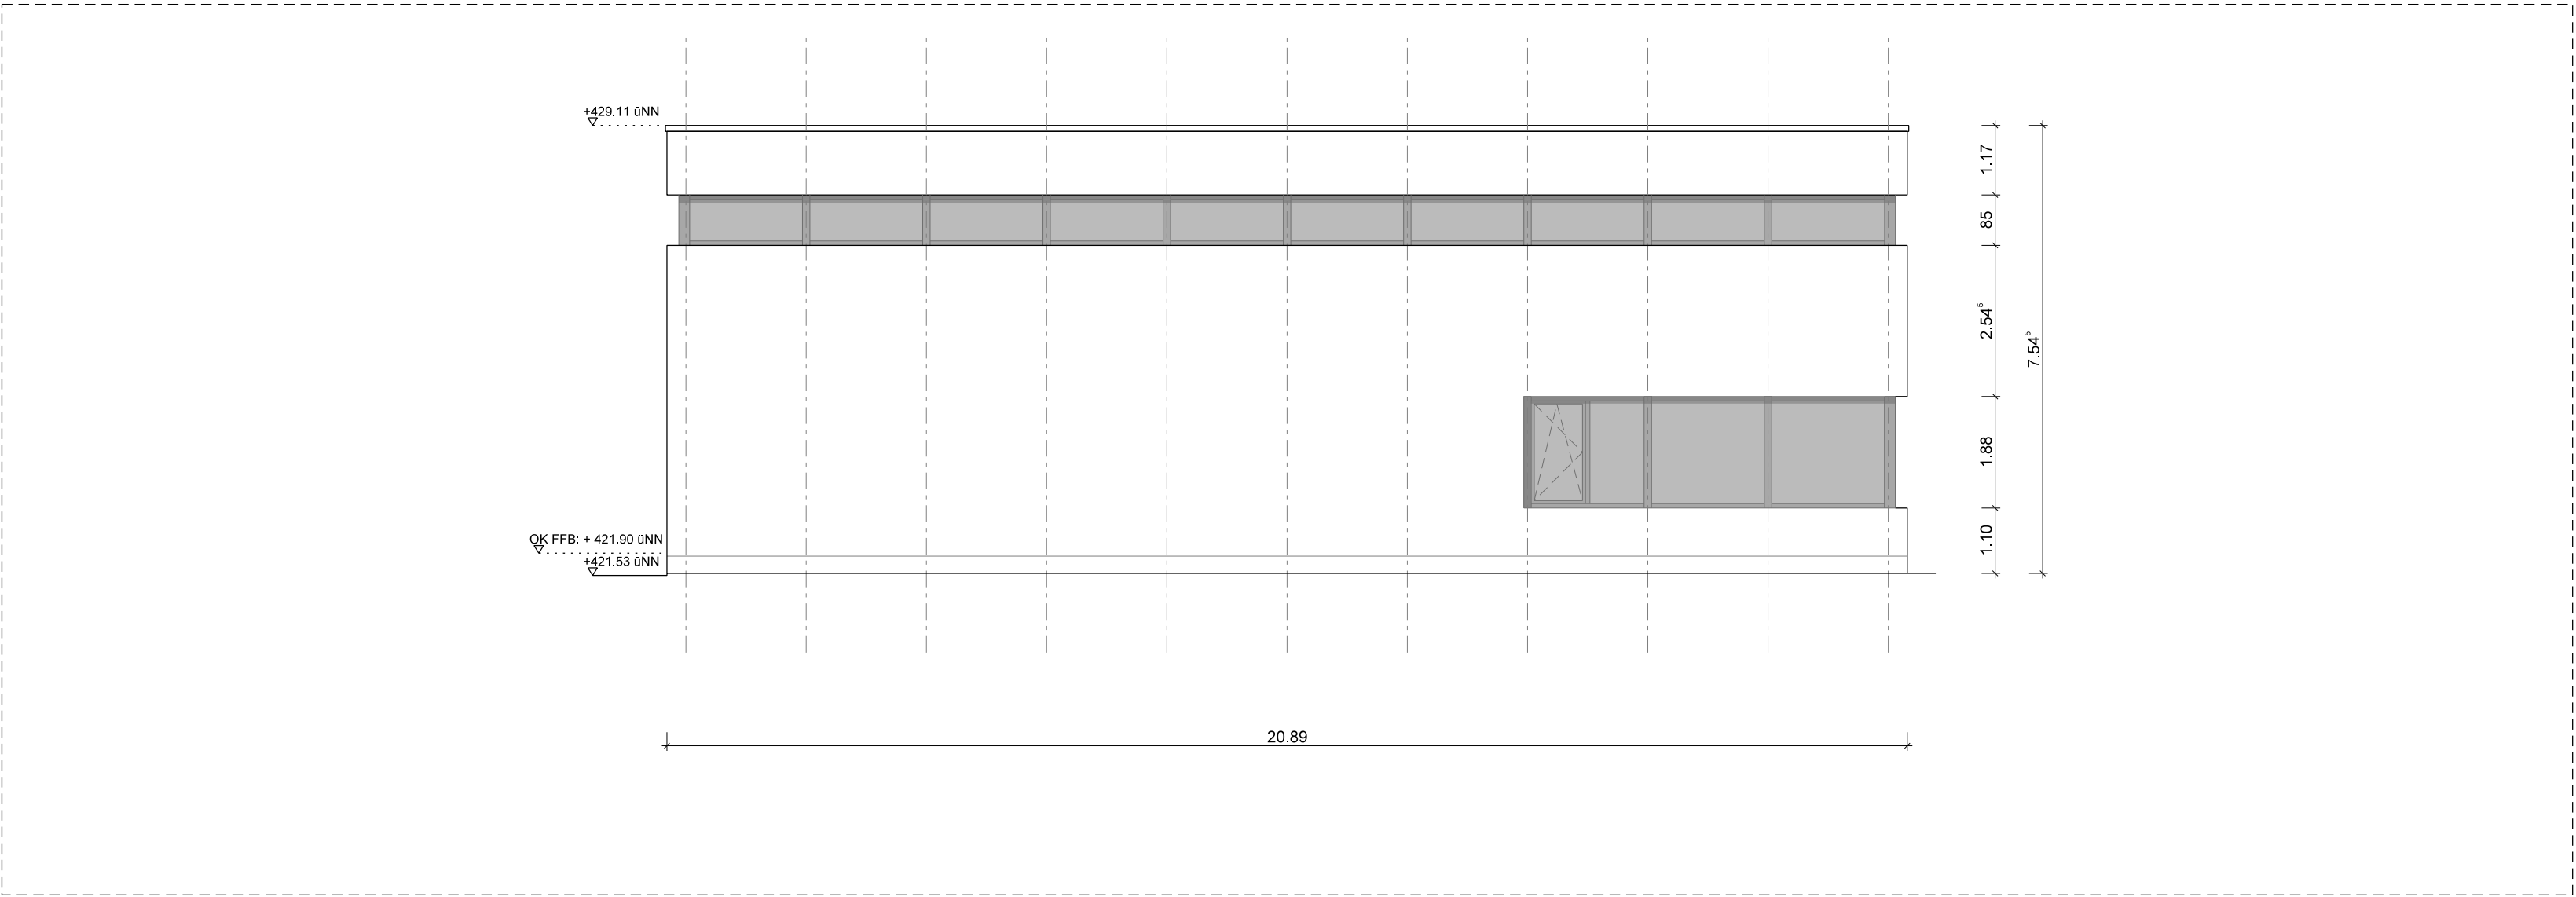 +429.11 üNN
1.17
85
2.54⁵
7.54⁵
1.88
1.10
OK FFB: + 421.90 üNN
+421.53 üNN
20.89